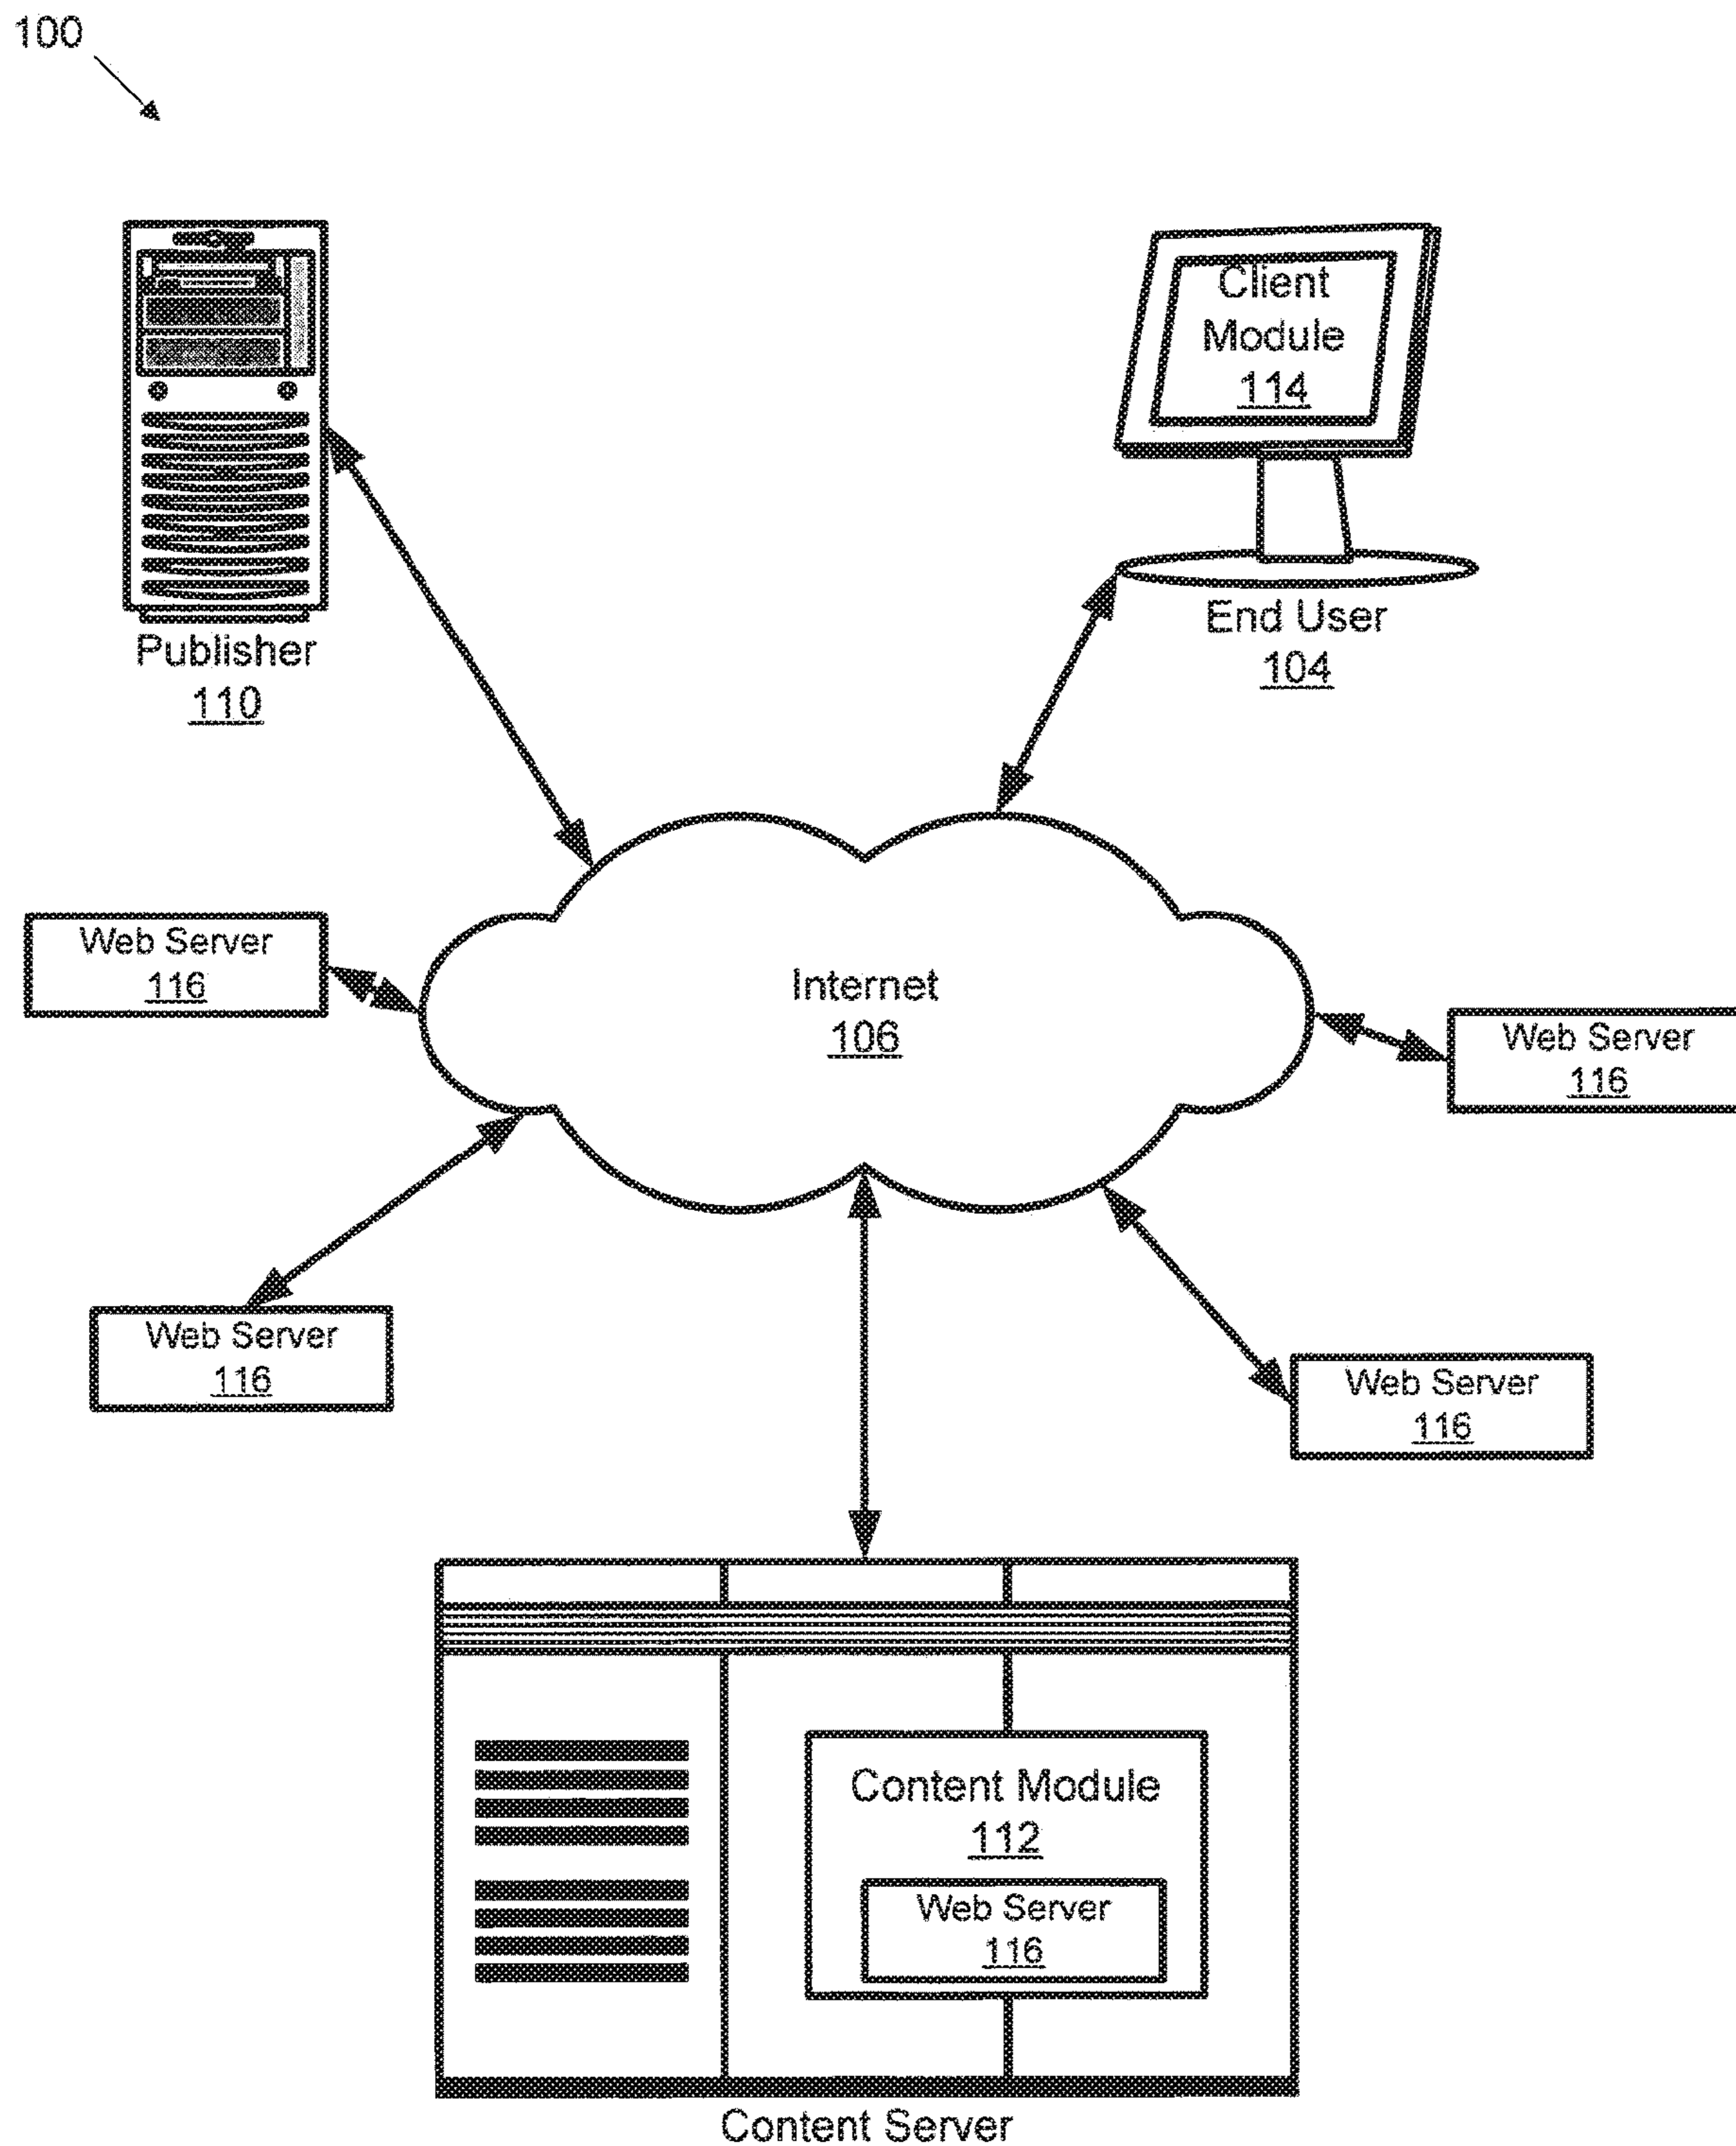 100
Client
Module
114
End User
104
Publisher
110
Web Server
116
Internet
106
Web Server
116
Web Server
116
Web Server
116
Content Module
112
Web Server
116
Content Server